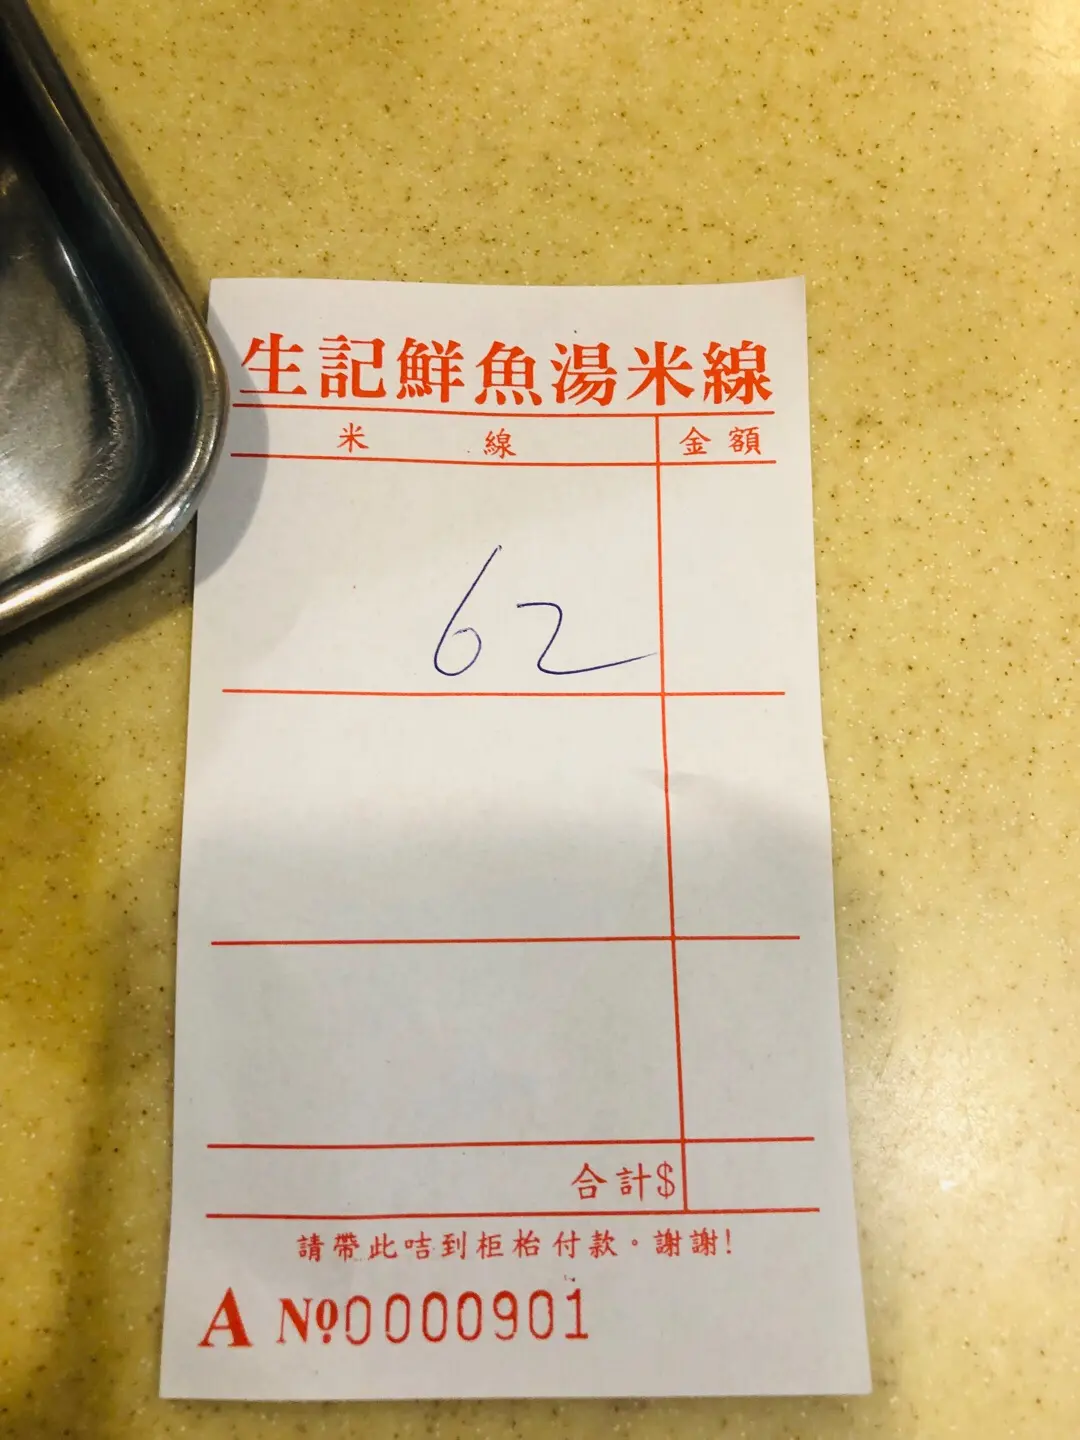 生記鮮魚湯米線
米 線 金額
62
合計$
請帶此咭到柜枱付款。謝謝!
A Nº0000901